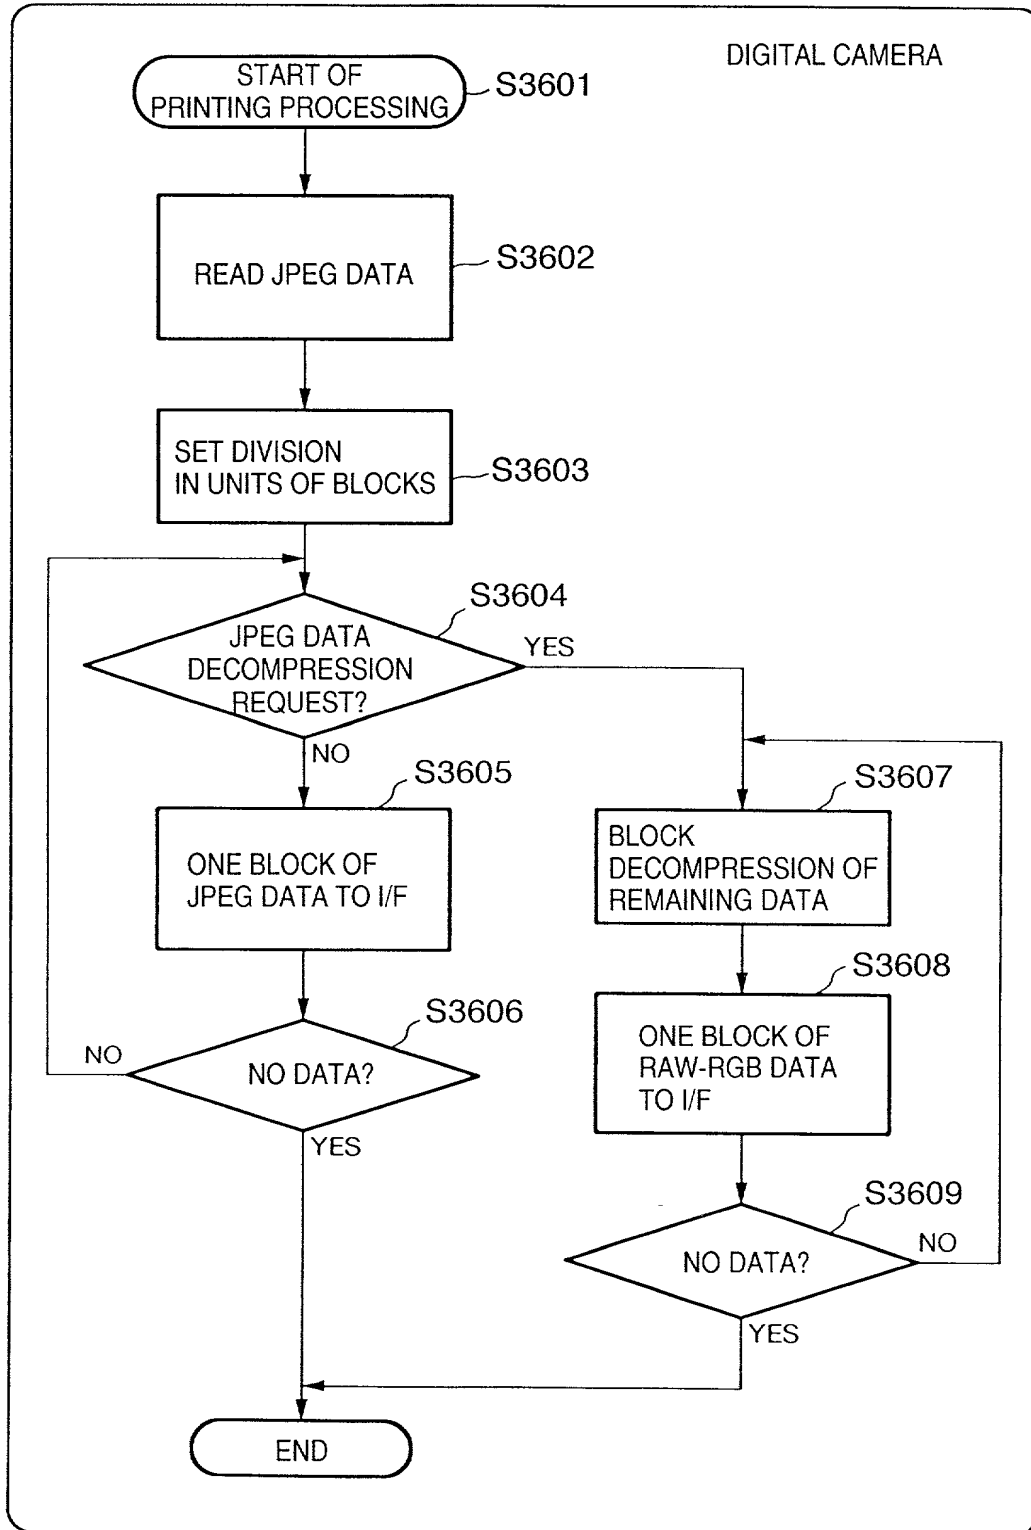 DIGITAL CAMERA
START OF
PRINTING PROCESSING
S3601
READ JPEG DATA
S3602
SET DIVISION
IN UNITS OF BLOCKS
S3603
JPEG DATA
DECOMPRESSION
REQUEST?
S3604
YES
NO
ONE BLOCK OF
JPEG DATA TO I/F
S3605
NO DATA?
S3606
NO
YES
BLOCK
DECOMPRESSION OF
REMAINING DATA
S3607
ONE BLOCK OF
RAW-RGB DATA
TO I/F
S3608
NO DATA?
S3609
NO
YES
END